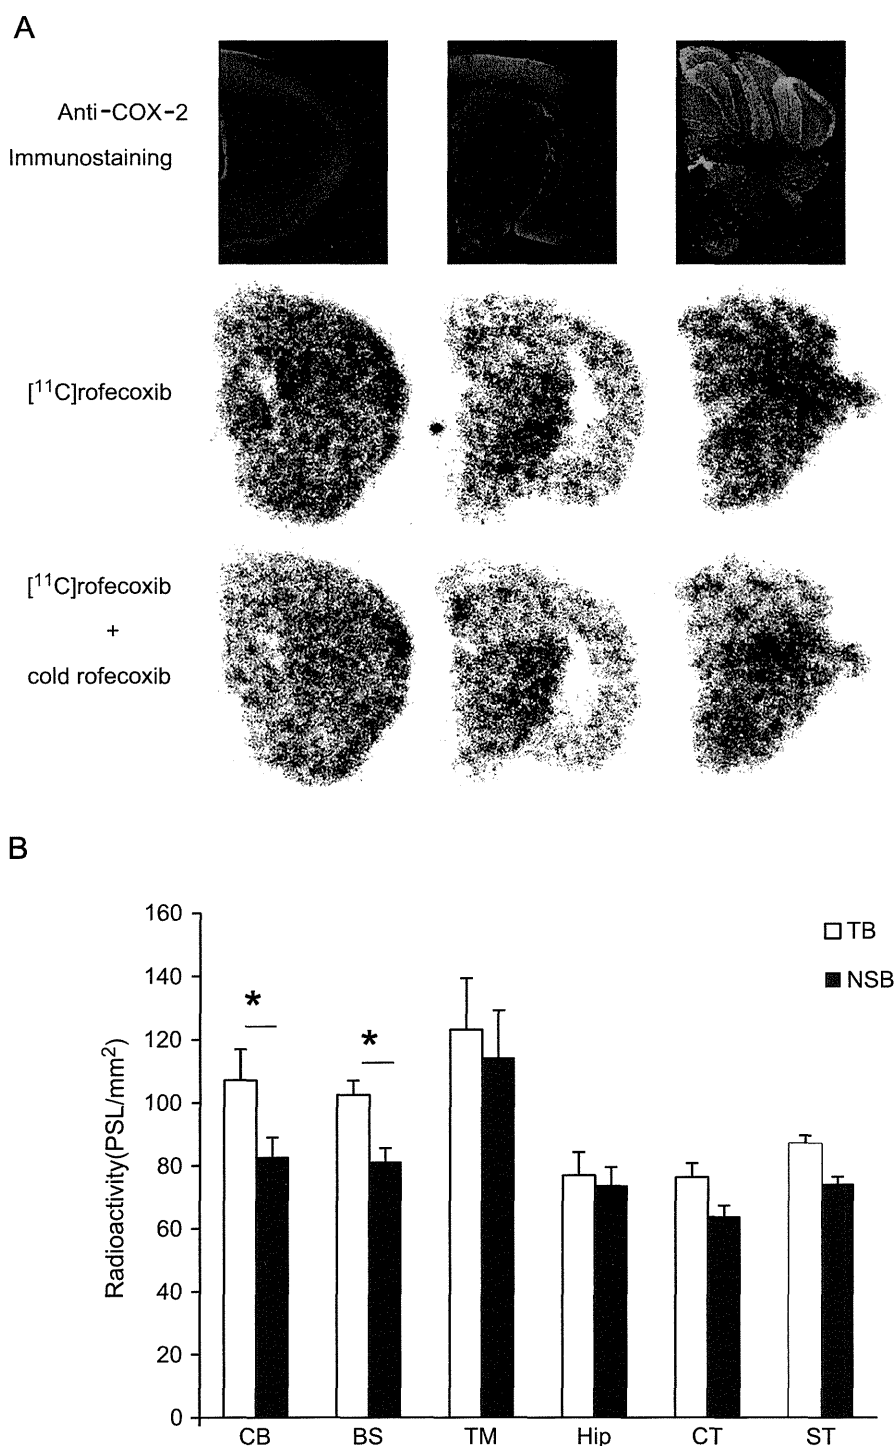 A
Anti-COX-2
Immunostaining
[¹¹C]rofecoxib
[¹¹C]rofecoxib
+
cold rofecoxib
B
160
140
120
100
80
60
40
20
0
Radioactivity(PSL/mm²)
*
*
TB
NSB
CB BS TM Hip CT ST